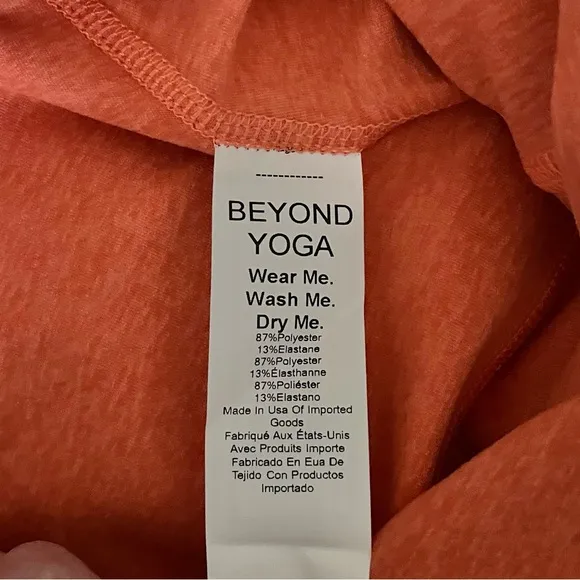 ------------
BEYOND
YOGA
Wear Me.
Wash Me.
Dry Me.
87%Polyester
13%Elastane
87%Polyester
13%Élasthanne
87%Poliéster
13%Elastano
Made In Usa Of Imported
Goods
Fabriqué Aux États-Unis
Avec Produits Importe
Fabricado En Eua De
Tejido Con Productos
Importado